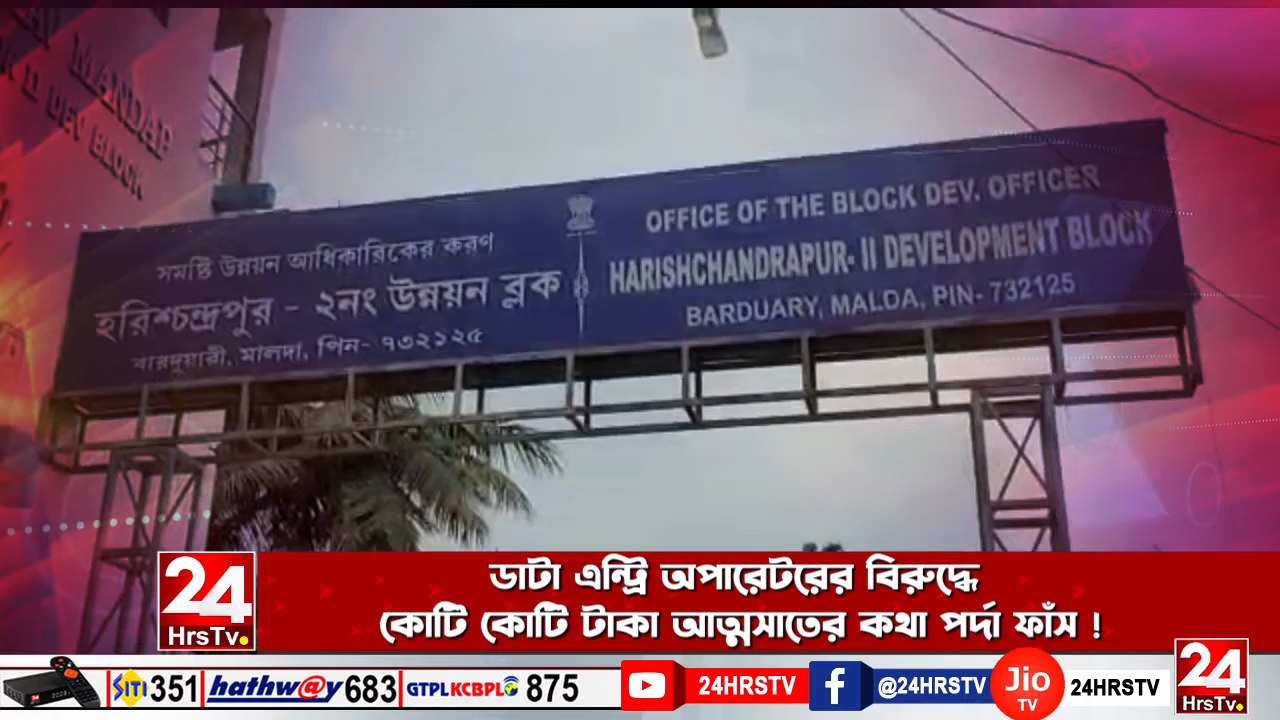 MANDAP
II DEV BLOCK
সমষ্টি উন্নয়ন আধিকারিকের করণ
হরিশ্চন্দ্রপুর - ২নং উন্নয়ন ব্লক
বারদুয়ারী, মালদা, পিন- ৭৩২১২৫
OFFICE OF THE BLOCK DEV. OFFICER
HARISHCHANDRAPUR- II DEVELOPMENT BLOCK
BARDUARY, MALDA, PIN- 732125
24
HrsTv.
ডাটা এন্ট্রি অপারেটরের বিরুদ্ধে
কোটি কোটি টাকা আত্মসাতের কথা পর্দা ফাঁস !
SITI 351 hathw@y 683 GTPL KCBPL 875 24HRSTV @24HRSTV Jio TV 24HRSTV
24
HrsTv.